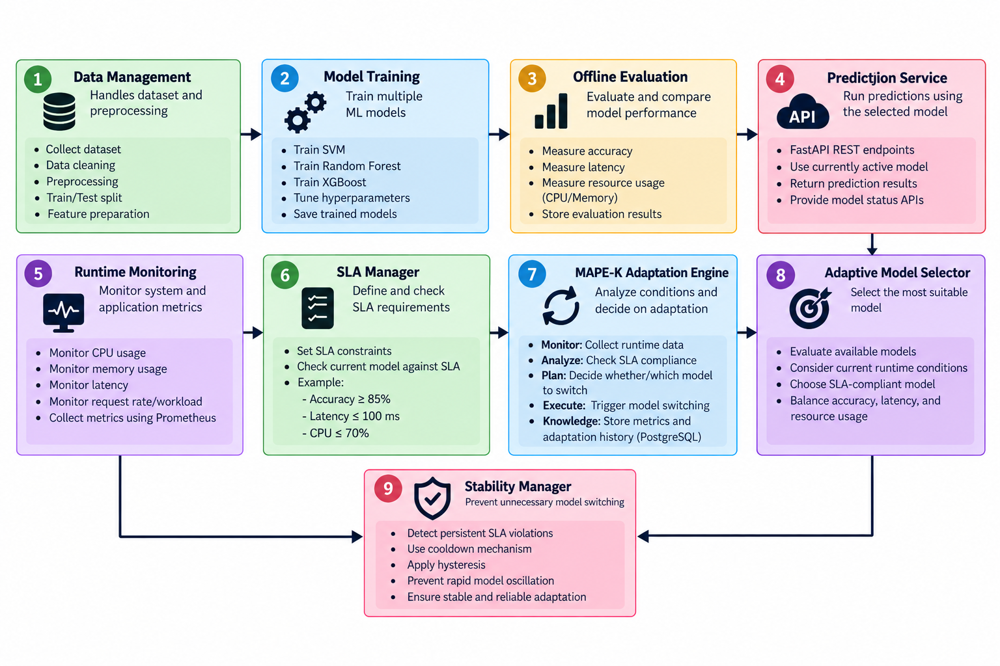 1
Data Management
Handles dataset and
preprocessing
• Collect dataset
• Data cleaning
• Preprocessing
• Train/Test split
• Feature preparation
2
Model Training
Train multiple
ML models
• Train SVM
• Train Random Forest
• Train XGBoost
• Tune hyperparameters
• Save trained models
3
Offline Evaluation
Evaluate and compare
model performance
• Measure accuracy
• Measure latency
• Measure resource usage
(CPU/Memory)
• Store evaluation results
4
Predictjion Service
API
Run predictions using
the selected model
• FastAPI REST endpoints
• Use currently active model
• Return prediction results
• Provide model status APIs
5
Runtime Monitoring
Monitor system and
application metrics
• Monitor CPU usage
• Monitor memory usage
• Monitor latency
• Monitor request rate/workload
• Collect metrics using Prometheus
6
SLA Manager
Define and check
SLA requirements
• Set SLA constraints
• Check current model against SLA
• Example:
- Accuracy ≥ 85%
- Latency ≤ 100 ms
- CPU ≤ 70%
7
MAPE-K Adaptation Engine
Analyze conditions and
decide on adaptation
• Monitor: Collect runtime data
• Analyze: Check SLA compliance
• Plan: Decide whether/which model
to switch
• Execute: Trigger model switching
• Knowledge: Store metrics and
adaptation history (PostgreSQL)
8
Adaptive Model Selector
Select the most suitable
model
• Evaluate available models
• Consider current runtime conditions
• Choose SLA-compliant model
• Balance accuracy, latency, and
resource usage
9
Stability Manager
Prevent unnecessary model switching
• Detect persistent SLA violations
• Use cooldown mechanism
• Apply hysteresis
• Prevent rapid model oscillation
• Ensure stable and reliable adaptation